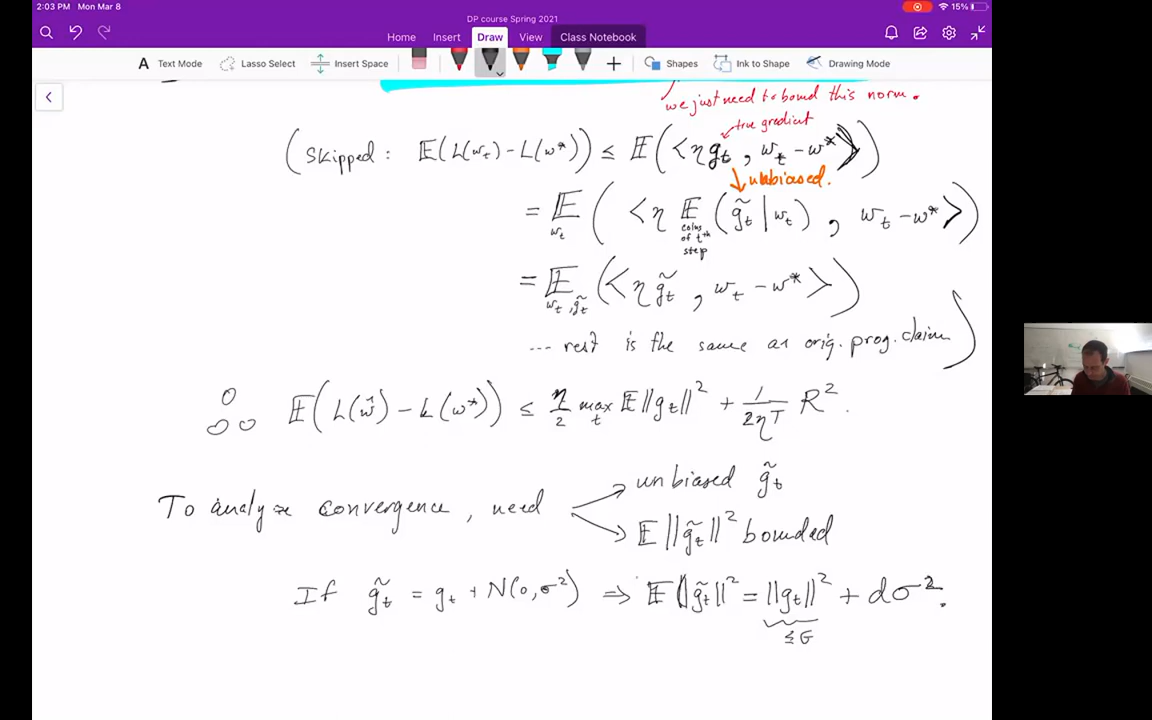 2:03 PM Mon Mar 8
15%
DP course Spring 2021
Home Insert Draw View Class Notebook
Text Mode Lasso Select Insert Space Shapes Ink to Shape Drawing Mode
we just need to bound this norm.
true gradient
(Skipped: 𝔼(L(w_t) - L(w*)) ≤ 𝔼(<η g_t, w_t - w*>)
unbiased.
= 𝔼_{w_t} ( <η 𝔼_{coins of t^th step} (g̃_t | w_t), w_t - w*> )
= 𝔼_{w_t, g̃_t} (<η g̃_t, w_t - w*>)
... rest is the same as orig. prog. claim)
𝔼(L(ŵ) - L(w*)) ≤ η/2 max_t 𝔼||g_t||² + 1/(2ηT) R².
To analyze convergence, need
unbiased g̃_t
𝔼||g̃_t||² bounded
If g̃_t = g_t + N(0, σ²) ⇒ 𝔼||g̃_t||² = ||g_t||² + dσ².
≤ G